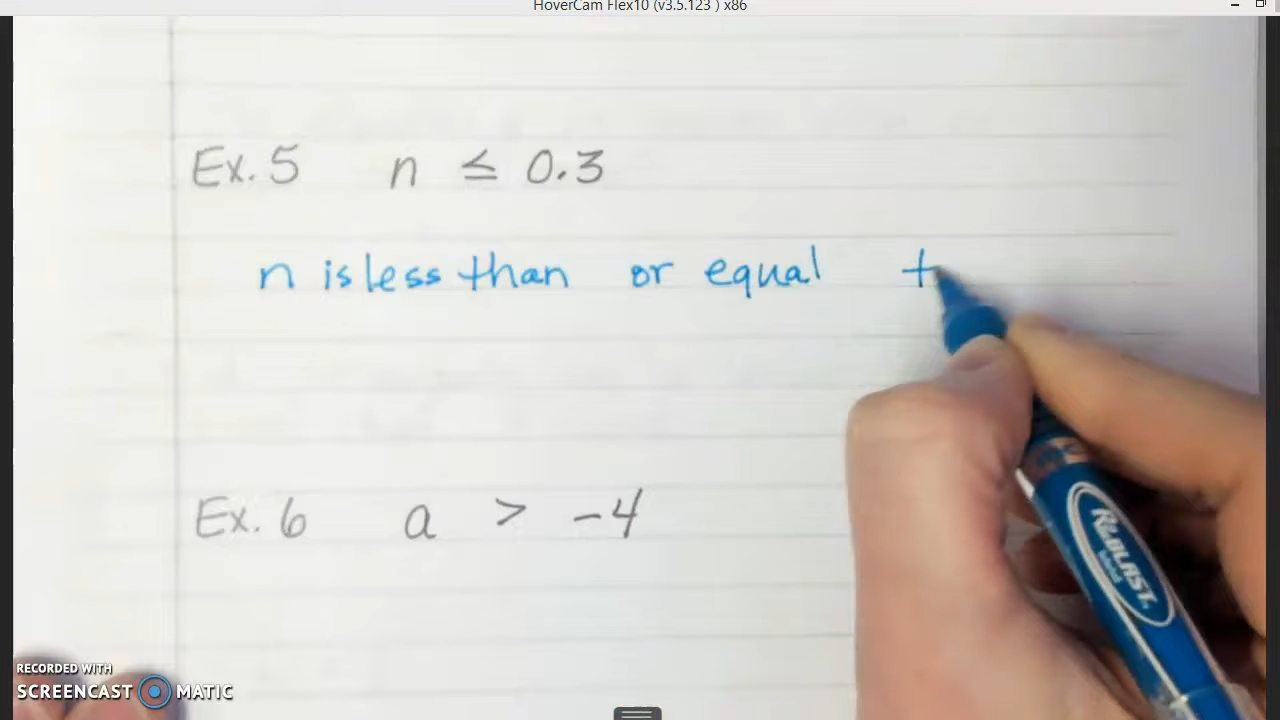 HoverCam Flex10 (v3.5.123 ) x86
Ex. 5 n ≤ 0.3
n is less than or equal t
Ex. 6 a > -4
RECORDED WITH
SCREENCAST MATIC